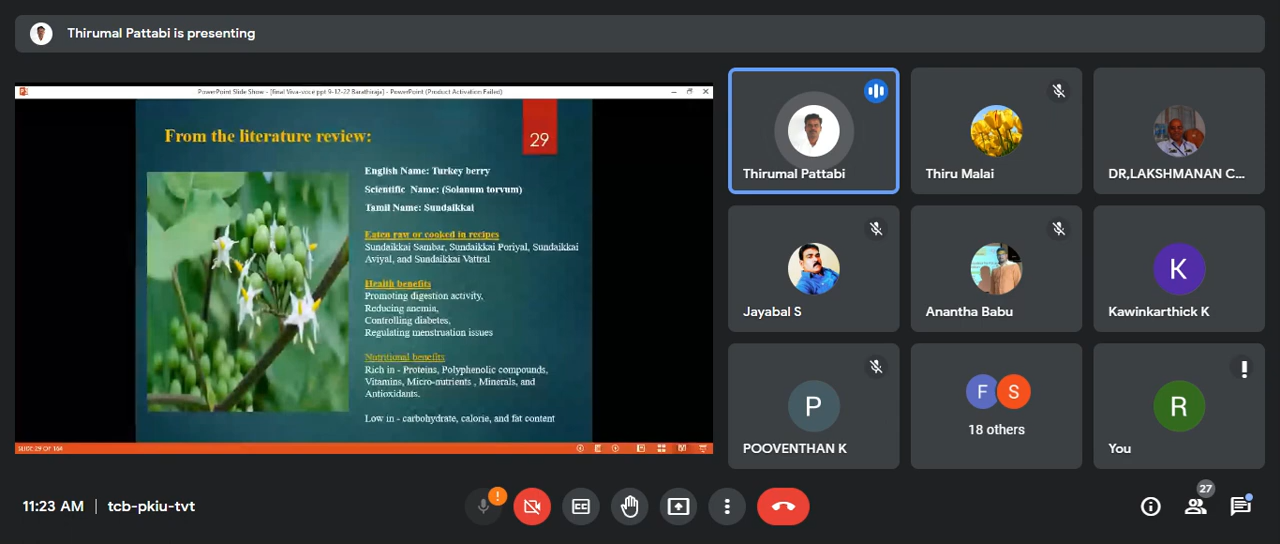 Thirumal Pattabi is presenting
PowerPoint Slide Show - [final Viva-voce ppt 9-12-22 Barathiraja] - PowerPoint (Product Activation Failed)
From the literature review:
29
English Name: Turkey berry
Scientific Name: (Solanum torvum)
Tamil Name: Sundaikkai
Eaten raw or cooked in recipes
Sundaikkai Sambar, Sundaikkai Poriyal, Sundaikkai
Aviyal, and Sundaikkai Vattral
Health benefits
Promoting digestion activity,
Reducing anemia,
Controlling diabetes,
Regulating menstruation issues
Nutritional benefits
Rich in - Proteins, Polyphenolic compounds,
Vitamins, Micro-nutrients , Minerals, and
Antioxidants.
Low in - carbohydrate, calorie, and fat content
SLIDE 29 OF 164
Thirumal Pattabi
Thiru Malai
DR,LAKSHMANAN C...
Jayabal S
Anantha Babu
K
Kawinkarthick K
P
POOVENTHAN K
F
S
18 others
R
You
11:23 AM | tcb-pkiu-tvt
CC
27